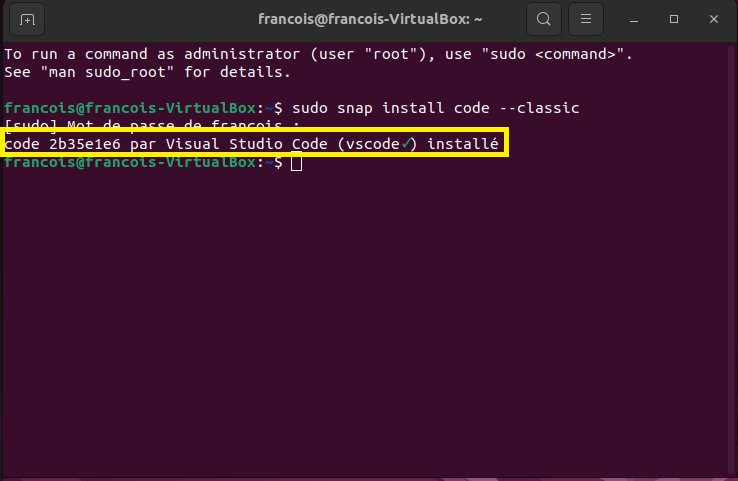 francois@francois-VirtualBox: ~
To run a command as administrator (user "root"), use "sudo <command>".
See "man sudo_root" for details.
francois@francois-VirtualBox:~$ sudo snap install code --classic
[sudo] Mot de passe de francois :
code 2b35e1e6 par Visual Studio Code (vscode✓) installé
francois@francois-VirtualBox:~$